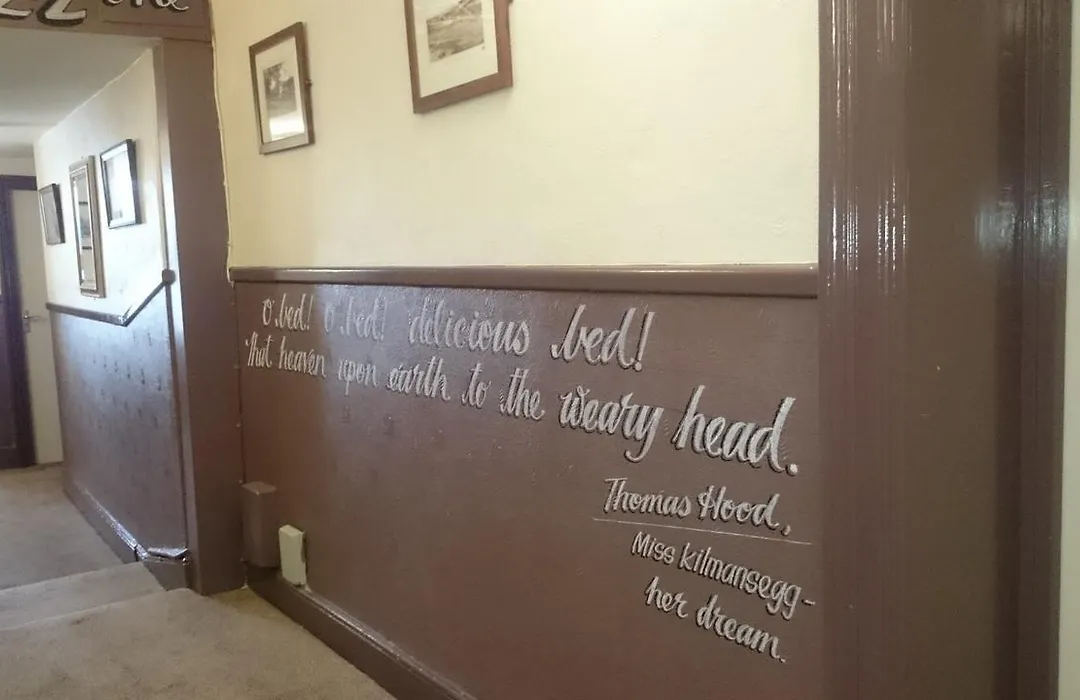 o' bed! o' bed! delicious bed!
That heaven upon earth to the weary head.
Thomas Hood,
Miss Kilmansegg-
her dream.